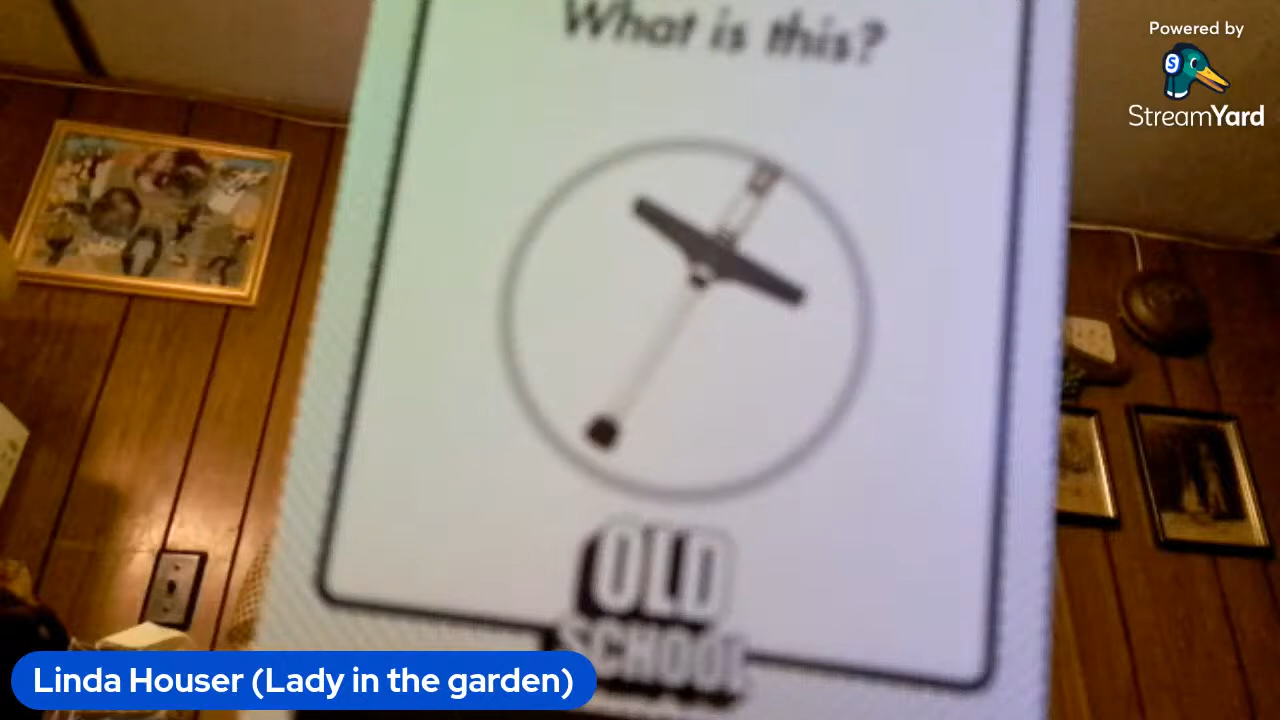 What is this?
Powered by
StreamYard
OLD
SCHOOL
Linda Houser (Lady in the garden)